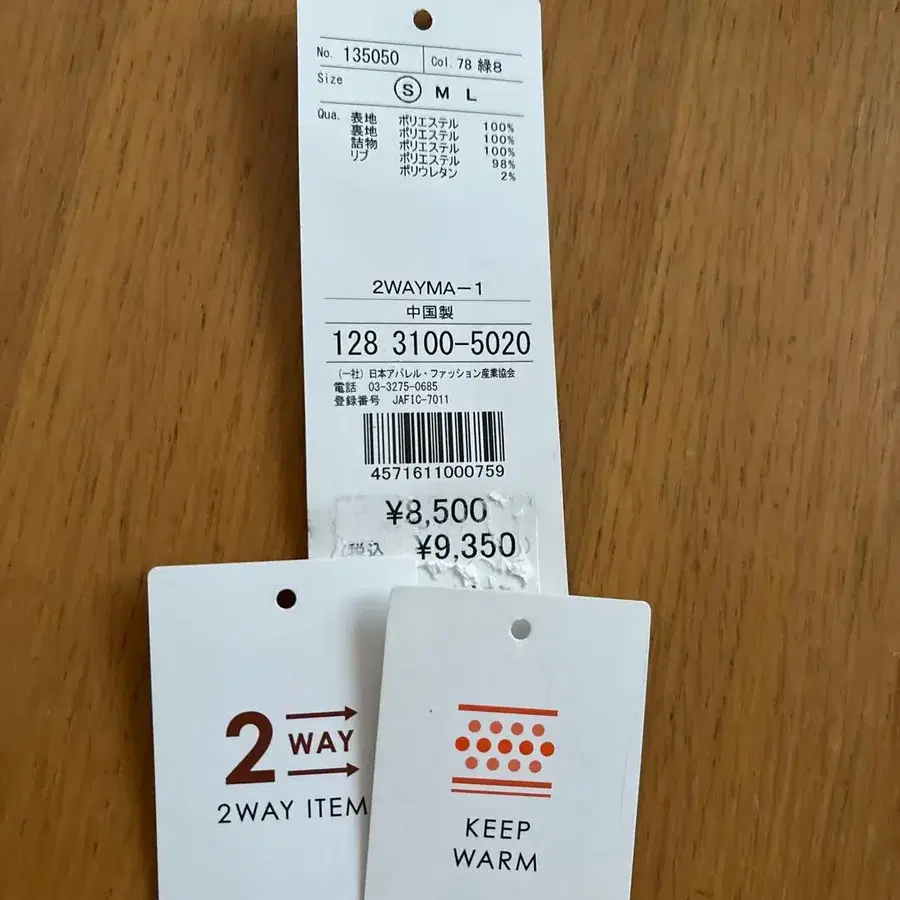 No. 135050 Col. 78 緑8
Size Ⓢ M L
Qua. 表地 ポリエステル 100%
裏地 ポリエステル 100%
詰物 ポリエステル 100%
リブ ポリエステル 98%
ポリウレタン 2%
2WAYMA-1
中国製
128 3100-5020
(一社)日本アパレル・ファッション産業協会
電話 03-3275-0685
登録番号 JAFIC-7011
4571611000759
¥8,500
(税込 ¥9,350
2 WAY
2WAY ITEM
KEEP
WARM